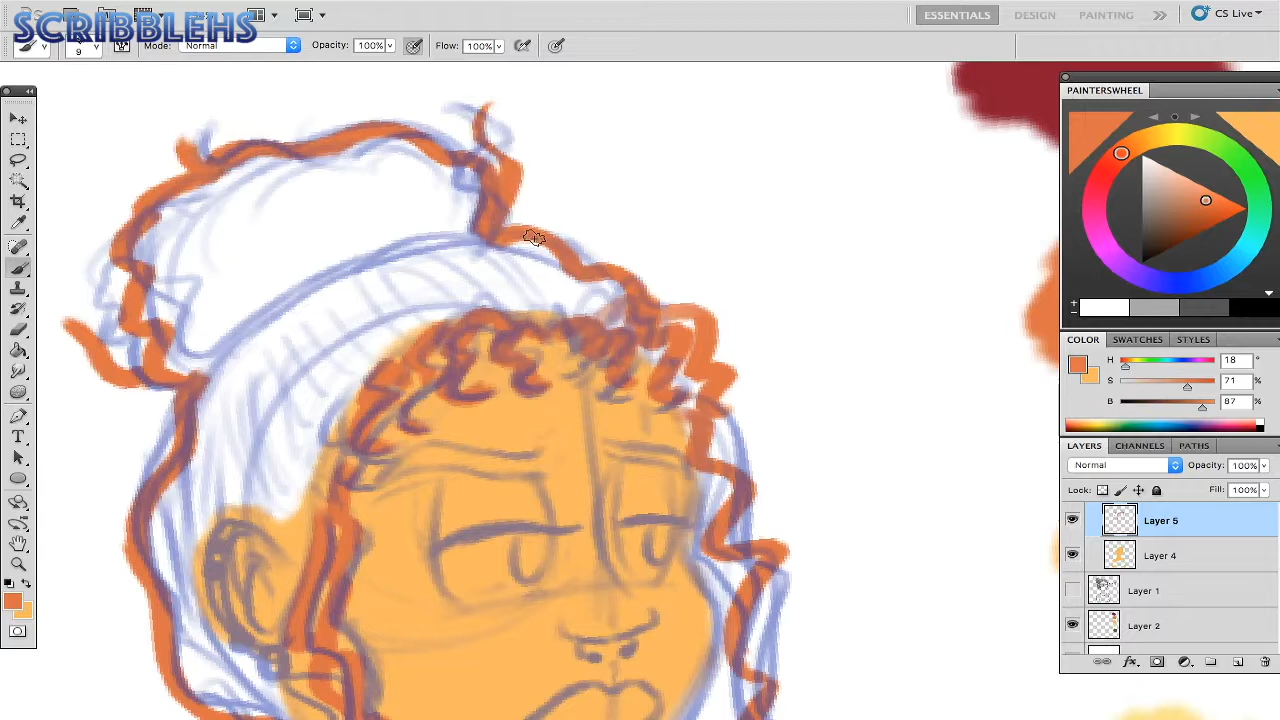 SCRIBBLEHS
ESSENTIALS DESIGN PAINTING CS Live
9 Mode: Normal Opacity: 100% Flow: 100%
PAINTERSWHEEL
COLOR SWATCHES STYLES
H 18 °
S 71 %
B 87 %
LAYERS CHANNELS PATHS
Normal Opacity: 100%
Lock: Fill: 100%
Layer 5
Layer 4
Layer 1
Layer 2